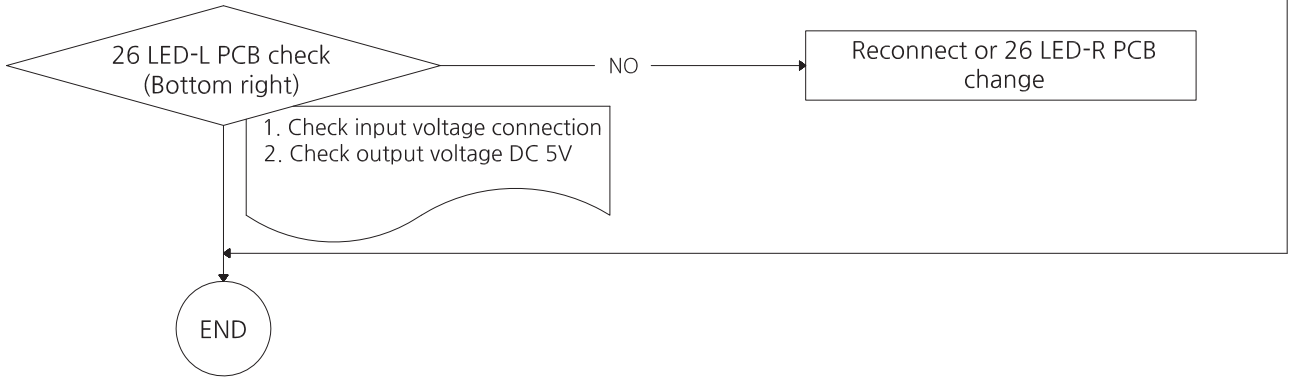 26 LED-L PCB check
(Bottom right)
NO
Reconnect or 26 LED-R PCB
change
1. Check input voltage connection
2. Check output voltage DC 5V
END